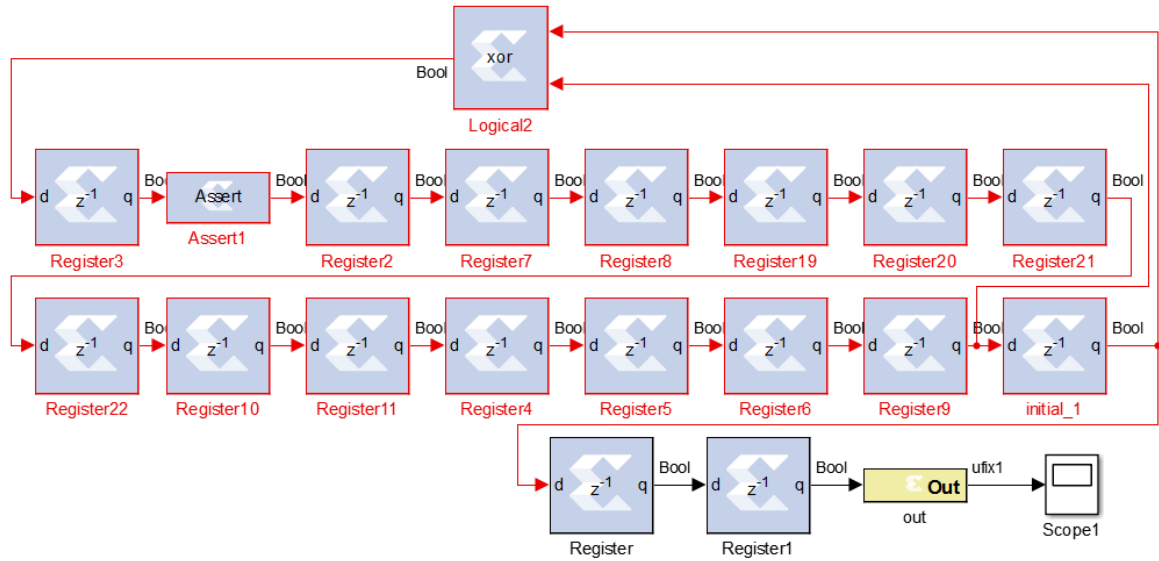 xor
Bool
Logical2
d z-1 q Bool Assert Bool d z-1 q Bool d z-1 q Bool d z-1 q Bool d z-1 q Bool d z-1 q Bool d z-1 q Bool
Register3 Assert1 Register2 Register7 Register8 Register19 Register20 Register21
d z-1 q Bool d z-1 q Bool d z-1 q Bool d z-1 q Bool d z-1 q Bool d z-1 q Bool d z-1 q Bool d z-1 q Bool
Register22 Register10 Register11 Register4 Register5 Register6 Register9 initial_1
d z-1 q Bool d z-1 q Bool Out ufix1
Register Register1 out Scope1